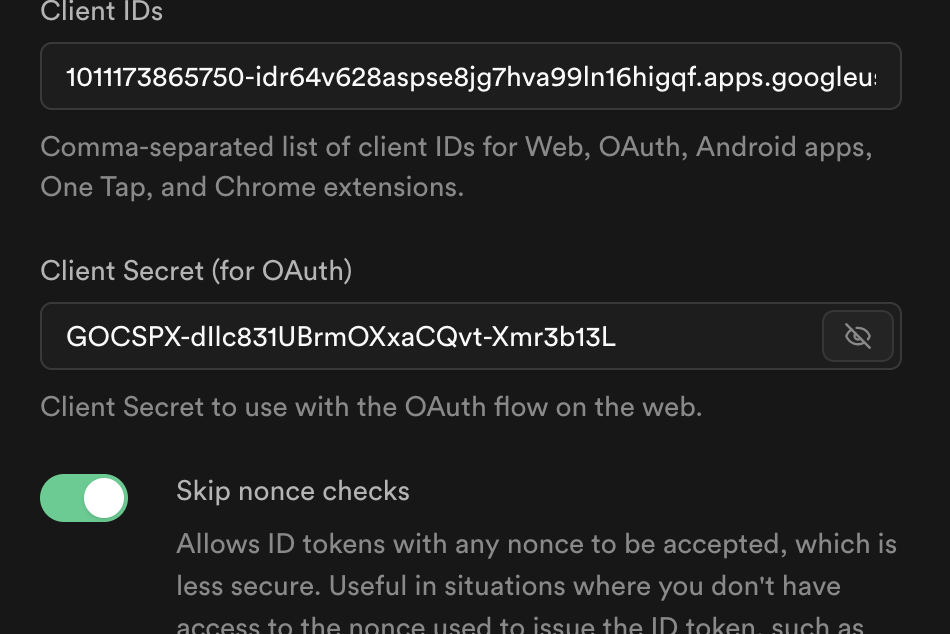 Client IDs
1011173865750-idr64v628aspse8jg7hva99ln16higqf.apps.googleu
Comma-separated list of client IDs for Web, OAuth, Android apps,
One Tap, and Chrome extensions.
Client Secret (for OAuth)
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
Client Secret to use with the OAuth flow on the web.
Skip nonce checks
Allows ID tokens with any nonce to be accepted, which is
less secure. Useful in situations where you don't have
access to the nonce used to issue the ID token, such as